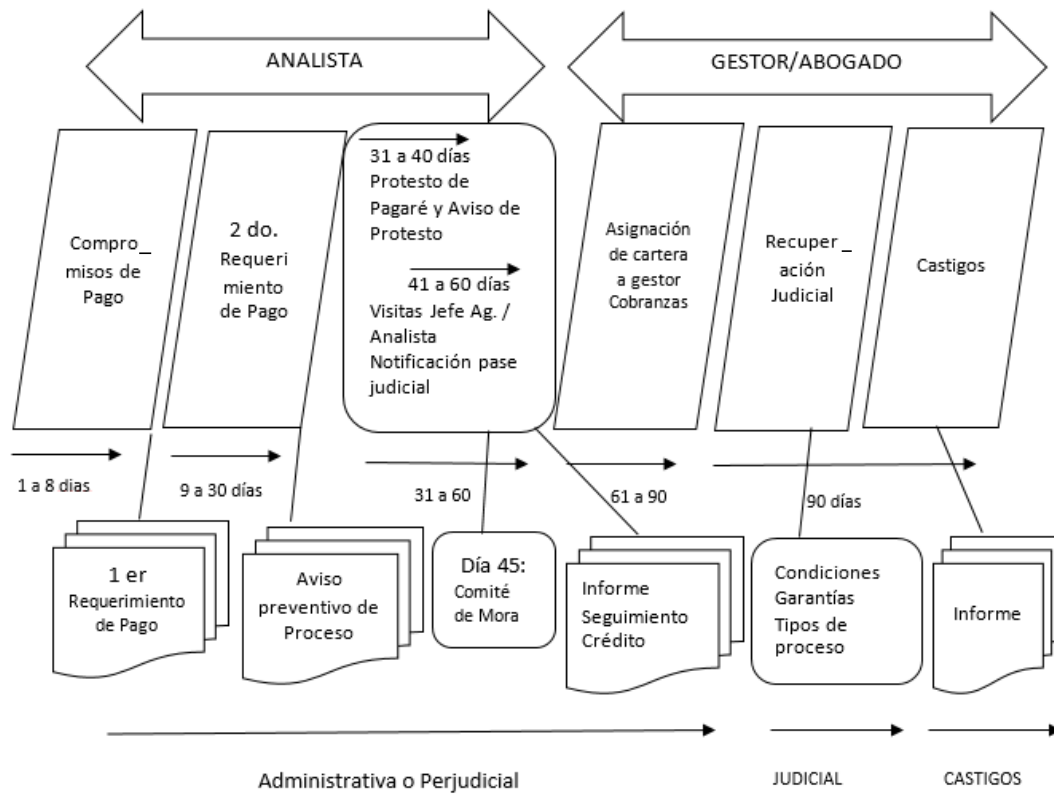 ANALISTA
GESTOR/ABOGADO
Compro_
misos de
Pago
2 do.
Requeri
miento
de Pago
31 a 40 días
Protesto de
Pagaré y Aviso de
Protesto
41 a 60 días
Visitas Jefe Ag. /
Analista
Notificación pase
judicial
Asignación
de cartera
a gestor
Cobranzas
Recuper_
ación
Judicial
Castigos
1 a 8 dias
9 a 30 días
31 a 60
61 a 90
90 días
1 er
Requerimiento
de Pago
Aviso
preventivo de
Proceso
Día 45:
Comité
de Mora
Informe
Seguimiento
Crédito
Condiciones
Garantías
Tipos de
proceso
Informe
Administrativa o Perjudicial
JUDICIAL
CASTIGOS